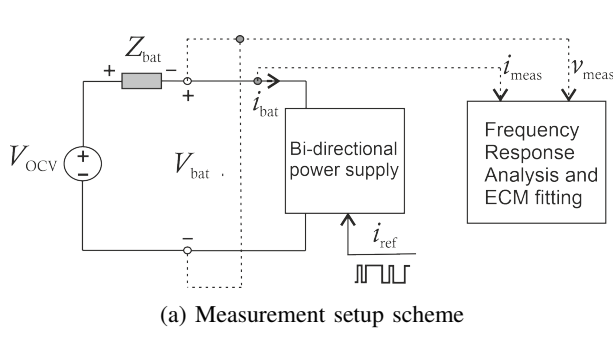 Z_bat
i_meas
v_meas
+ −
+
i_bat
Bi-directional
power supply
Frequency
Response
Analysis and
ECM fitting
V_OCV
+
−
V_bat
−
i_ref
(a) Measurement setup scheme